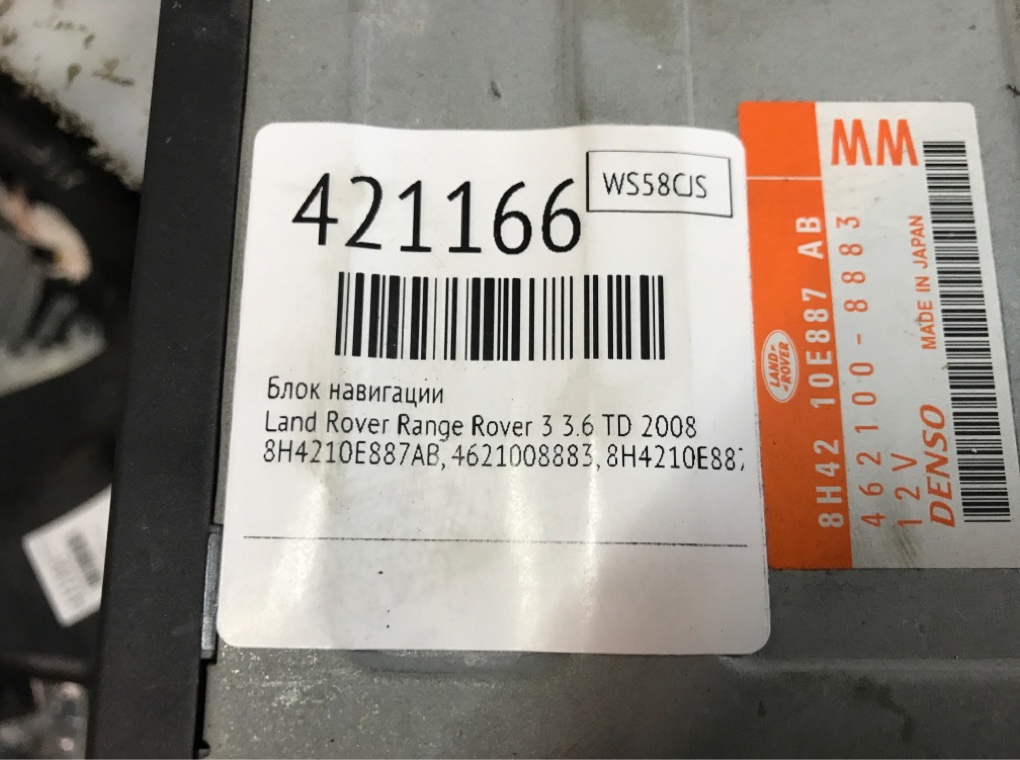 421166
WS58CJS
Блок навигации
Land Rover Range Rover 3 3.6 TD 2008
8H4210E887AB, 4621008883, 8H4210E887
MM
LAND-
-ROVER
8H42 10E887 AB
462100-8883
12V MADE IN JAPAN
DENSO